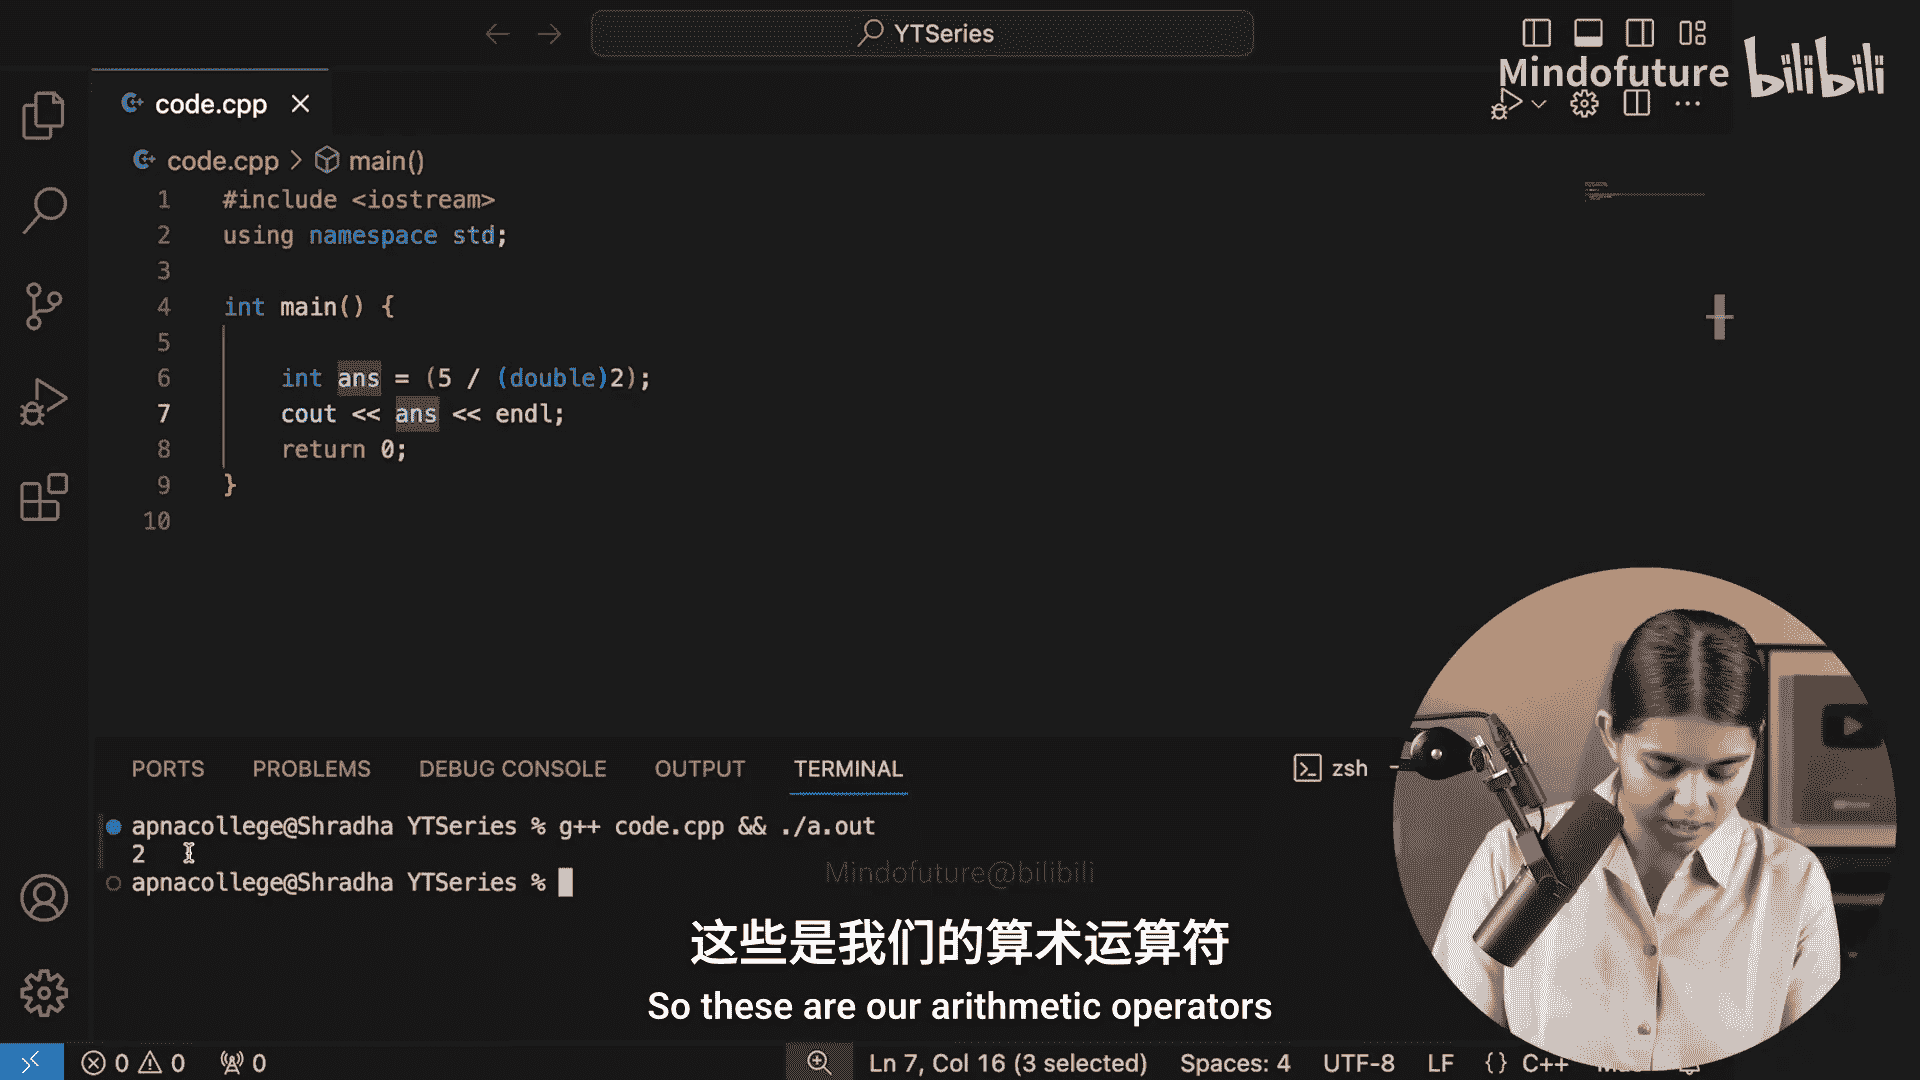 YTSeries
Mindofuture bilibili
code.cpp
code.cpp > main()
1 #include <iostream>
2 using namespace std;
3
4 int main() {
5
6 int ans = (5 / (double)2);
7 cout << ans << endl;
8 return 0;
9 }
10
PORTS PROBLEMS DEBUG CONSOLE OUTPUT TERMINAL zsh
apnacollege@Shradha YTSeries % g++ code.cpp && ./a.out
2
apnacollege@Shradha YTSeries %
Mindofuture@bilibili
这些是我们的算术运算符
So these are our arithmetic operators
0 0 0 Ln 7, Col 16 (3 selected) Spaces: 4 UTF-8 LF {} C++